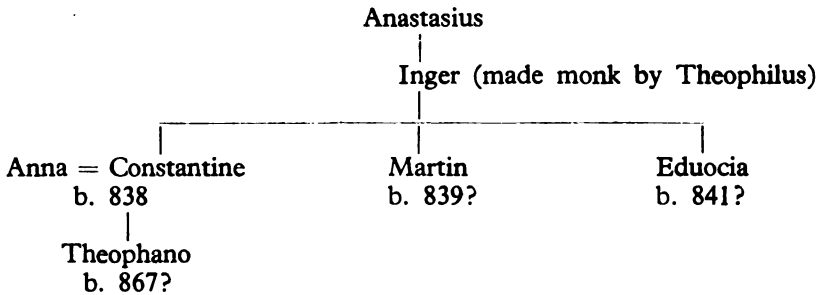 Anastasius
Inger (made monk by Theophilus)
Anna = Constantine
b. 838
Martin
b. 839?
Eduocia
b. 841?
Theophano
b. 867?